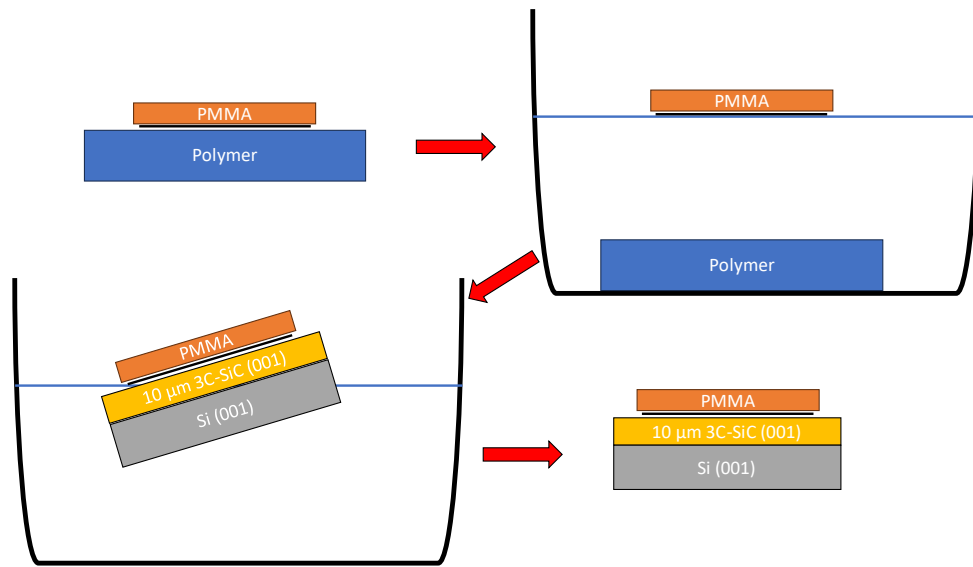 PMMA
Polymer
PMMA
Polymer
PMMA
10 µm 3C-SiC (001)
Si (001)
PMMA
10 µm 3C-SiC (001)
Si (001)